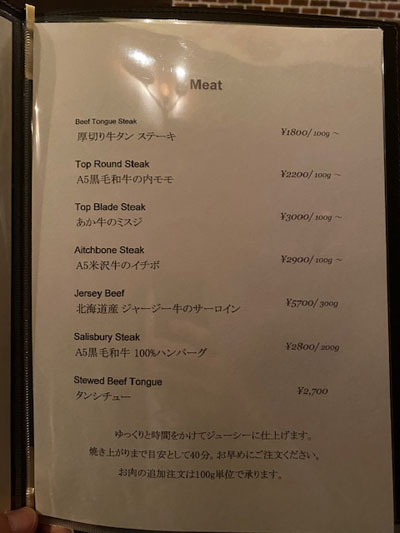 Meat
Beef Tongue Steak
厚切り牛タン ステーキ ¥1800/100g～
Top Round Steak
A5黒毛和牛の内モモ ¥2200/100g～
Top Blade Steak
あか牛のミスジ ¥3000/100g～
Aitchbone Steak
A5米沢牛のイチボ ¥2900/100g～
Jersey Beef
北海道産 ジャージー牛のサーロイン ¥5700/300g
Salisbury Steak
A5黒毛和牛 100%ハンバーグ ¥2800/200g
Stewed Beef Tongue
タンシチュー ¥2,700
ゆっくりと時間をかけてジューシーに仕上げます。
焼き上がりまで目安として40分。お早めにご注文ください。
お肉の追加注文は100g単位で承ります。